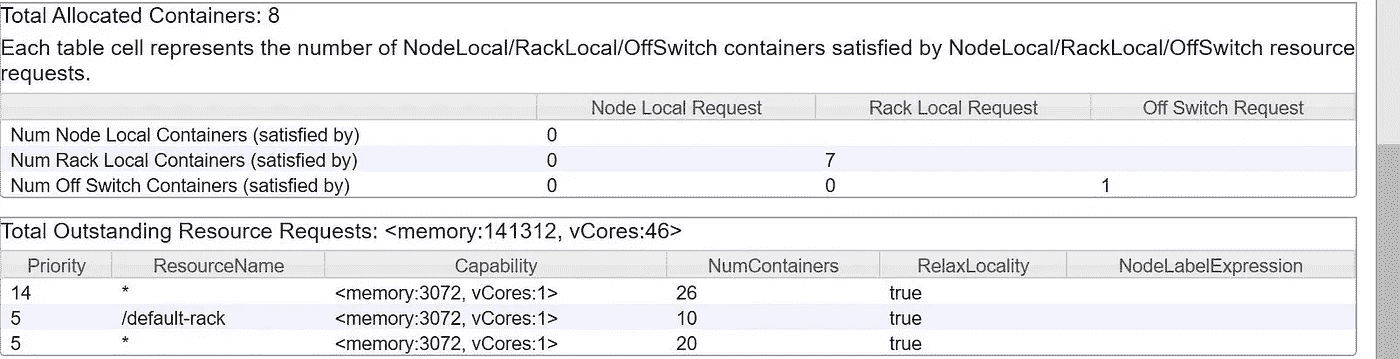 Total Allocated Containers: 8
Each table cell represents the number of NodeLocal/RackLocal/OffSwitch containers satisfied by NodeLocal/RackLocal/OffSwitch resource
requests.
Node Local Request Rack Local Request Off Switch Request
Num Node Local Containers (satisfied by) 0
Num Rack Local Containers (satisfied by) 0 7
Num Off Switch Containers (satisfied by) 0 0 1
Total Outstanding Resource Requests: <memory:141312, vCores:46>
Priority ResourceName Capability NumContainers RelaxLocality NodeLabelExpression
14 * <memory:3072, vCores:1> 26 true
5 /default-rack <memory:3072, vCores:1> 10 true
5 * <memory:3072, vCores:1> 20 true